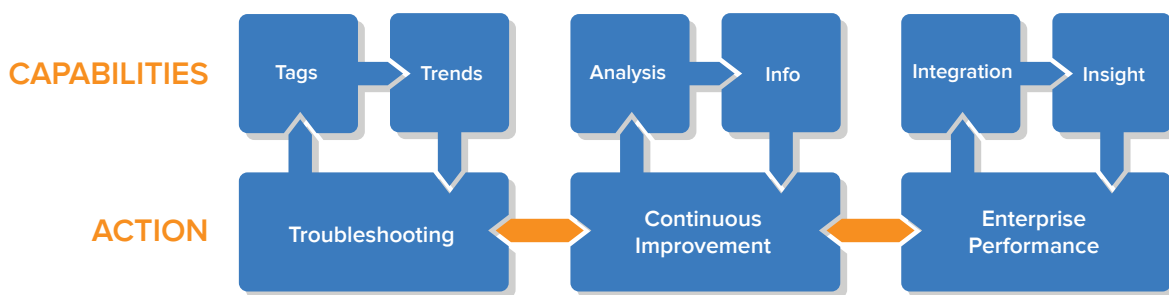 CAPABILITIES
Tags
Trends
Analysis
Info
Integration
Insight
ACTION
Troubleshooting
Continuous
Improvement
Enterprise
Performance